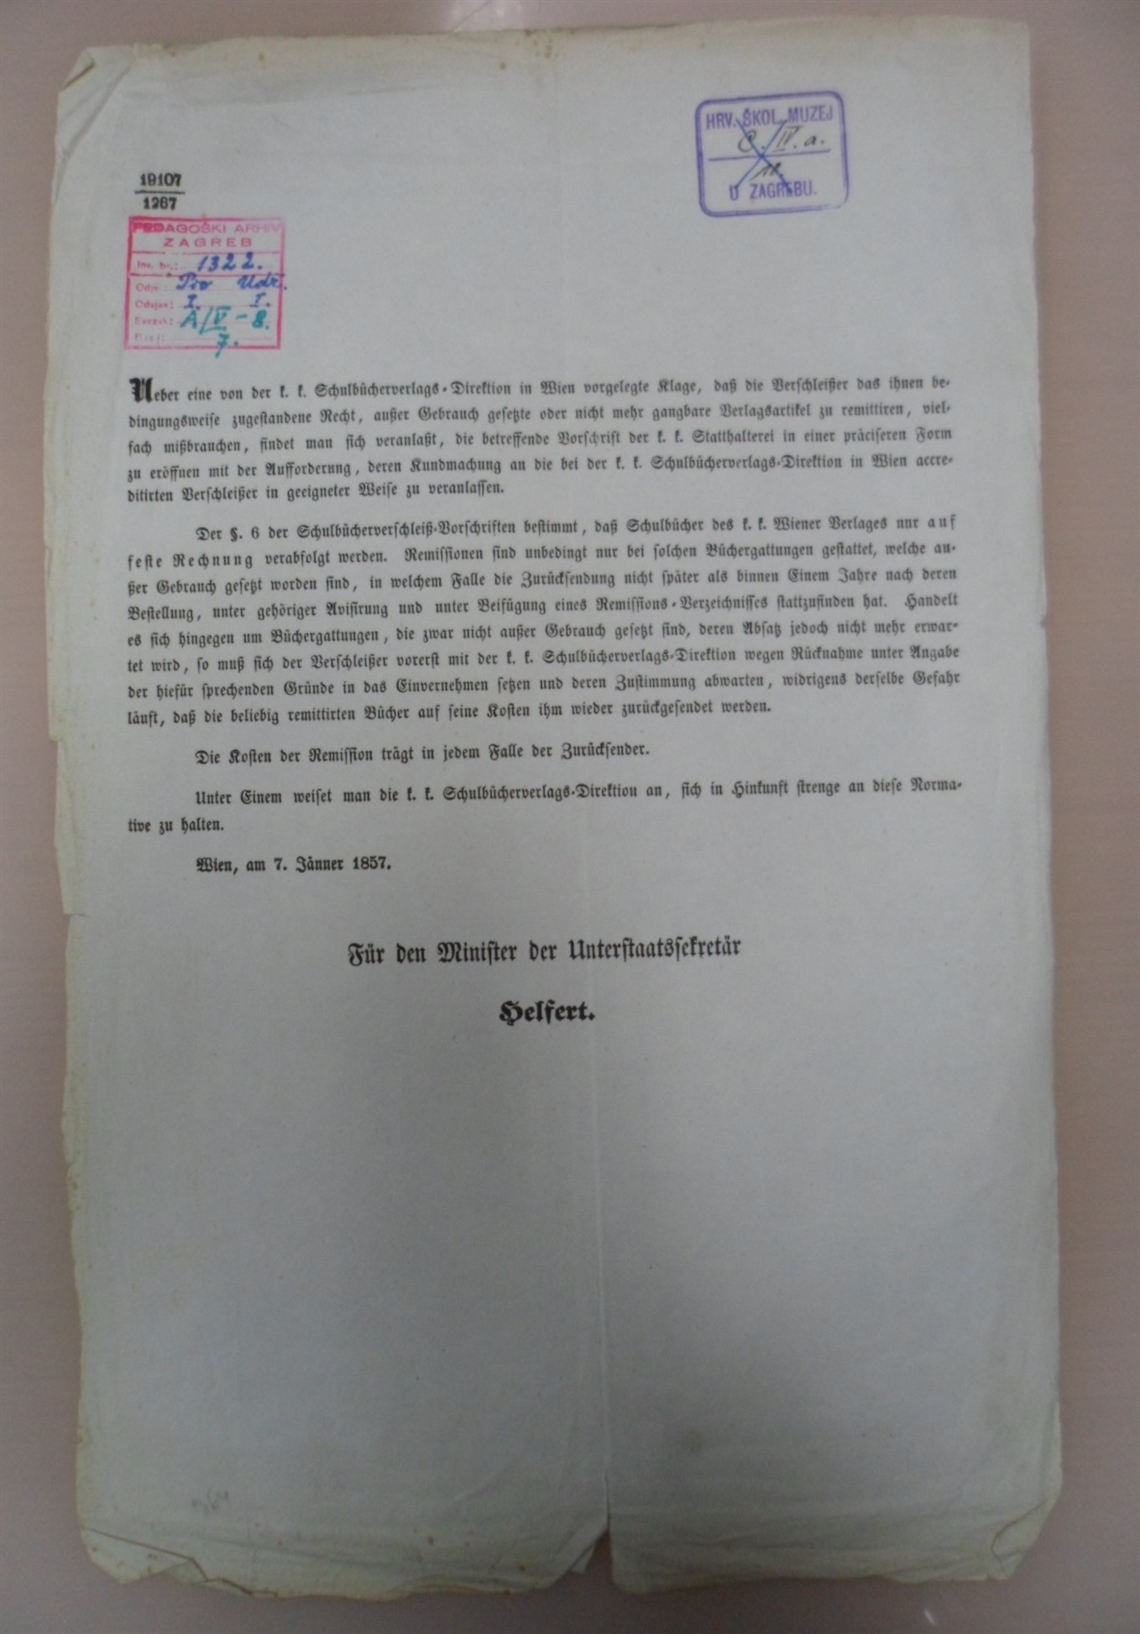 HRV. ŠKOL. MUZEJ
C. IV. a.
10.
U ZAGREBU.
19107
1267
PEDAGOŠKI ARHIV
ZAGREB
Inv. br.: 1322.
Odje:
Odsjek: I. I.
Svezak: A/V-8.
Broj: 7.
Ueber eine von der k. k. Schulbücherverlags-Direktion in Wien vorgelegte Klage, daß die Verschleißer das ihnen be-
dingungsweise zugestandene Recht, außer Gebrauch gesetzte oder nicht mehr gangbare Verlagsartikel zu remittiren, viel-
fach mißbrauchen, findet man sich veranlaßt, die betreffende Vorschrift der k. k. Statthalterei in einer präciseren Form
zu eröffnen mit der Aufforderung, deren Kundmachung an die bei der k. k. Schulbücherverlags-Direktion in Wien accre-
ditirten Verschleißer in geeigneter Weise zu veranlassen.
Der §. 6 der Schulbücherverschleiß-Vorschriften bestimmt, daß Schulbücher des k. k. Wiener Verlages nur auf
feste Rechnung verabfolgt werden. Remissionen sind unbedingt nur bei solchen Büchergattungen gestattet, welche au-
ßer Gebrauch gesetzt worden sind, in welchem Falle die Zurücksendung nicht später als binnen Einem Jahre nach deren
Bestellung, unter gehöriger Avisirung und unter Beifügung eines Remissions-Verzeichnisses stattzufinden hat. Handelt
es sich hingegen um Büchergattungen, die zwar nicht außer Gebrauch gesetzt sind, deren Absatz jedoch nicht mehr erwar-
tet wird, so muß sich der Verschleißer vorerst mit der k. k. Schulbücherverlags-Direktion wegen Rücknahme unter Angabe
der hiefür sprechenden Gründe in das Einvernehmen setzen und deren Zustimmung abwarten, widrigens derselbe Gefahr
läuft, daß die beliebig remittirten Bücher auf seine Kosten ihm wieder zurückgesendet werden.
Die Kosten der Remission trägt in jedem Falle der Zurücksender.
Unter Einem weiset man die k. k. Schulbücherverlags-Direktiou an, sich in Hinkunft strenge an diese Norma-
tive zu halten.
Wien, am 7. Jänner 1857.
Für den Minister der Unterstaatssekretär
Helfert.